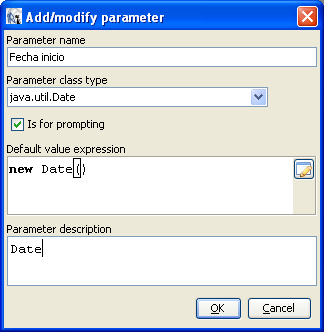 Add/modify parameter
Parameter name
Fecha inicio
Parameter class type
java.util.Date
Is for prompting
Default value expression
new Date()
Parameter description
Date
OK Cancel